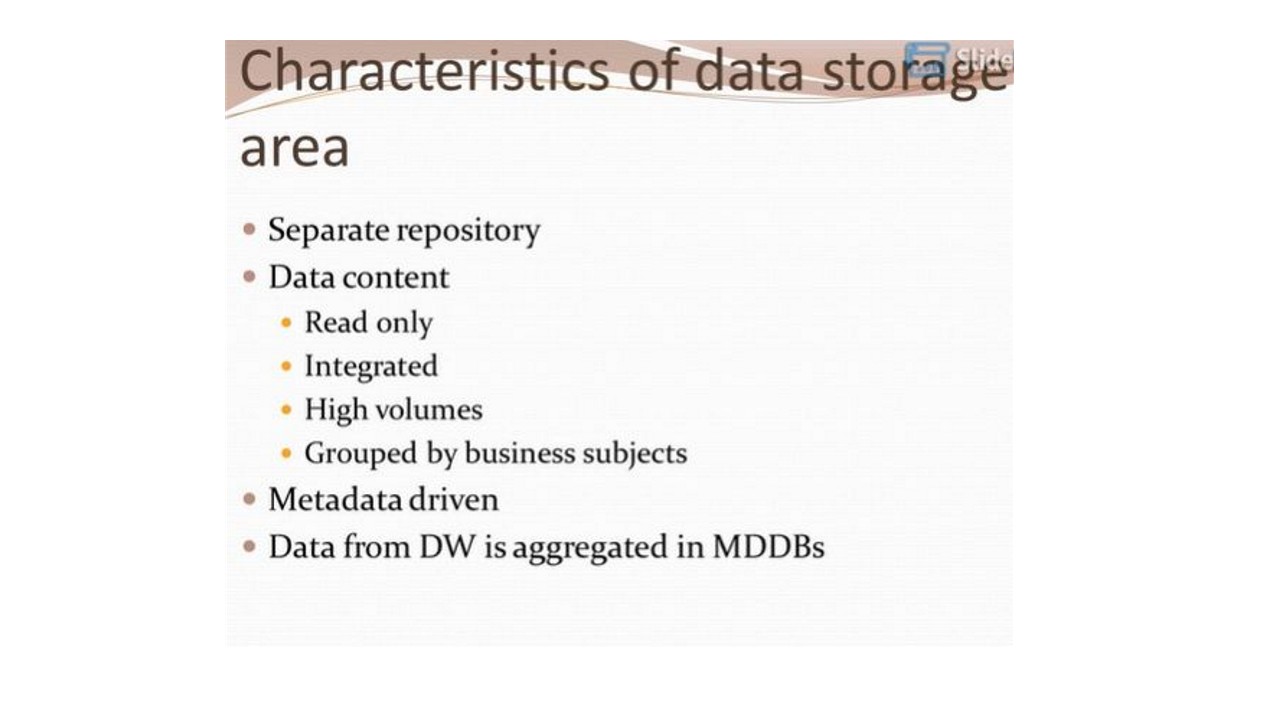 Characteristics of data storage
area
Slide
• Separate repository
• Data content
• Read only
• Integrated
• High volumes
• Grouped by business subjects
• Metadata driven
• Data from DW is aggregated in MDDBs